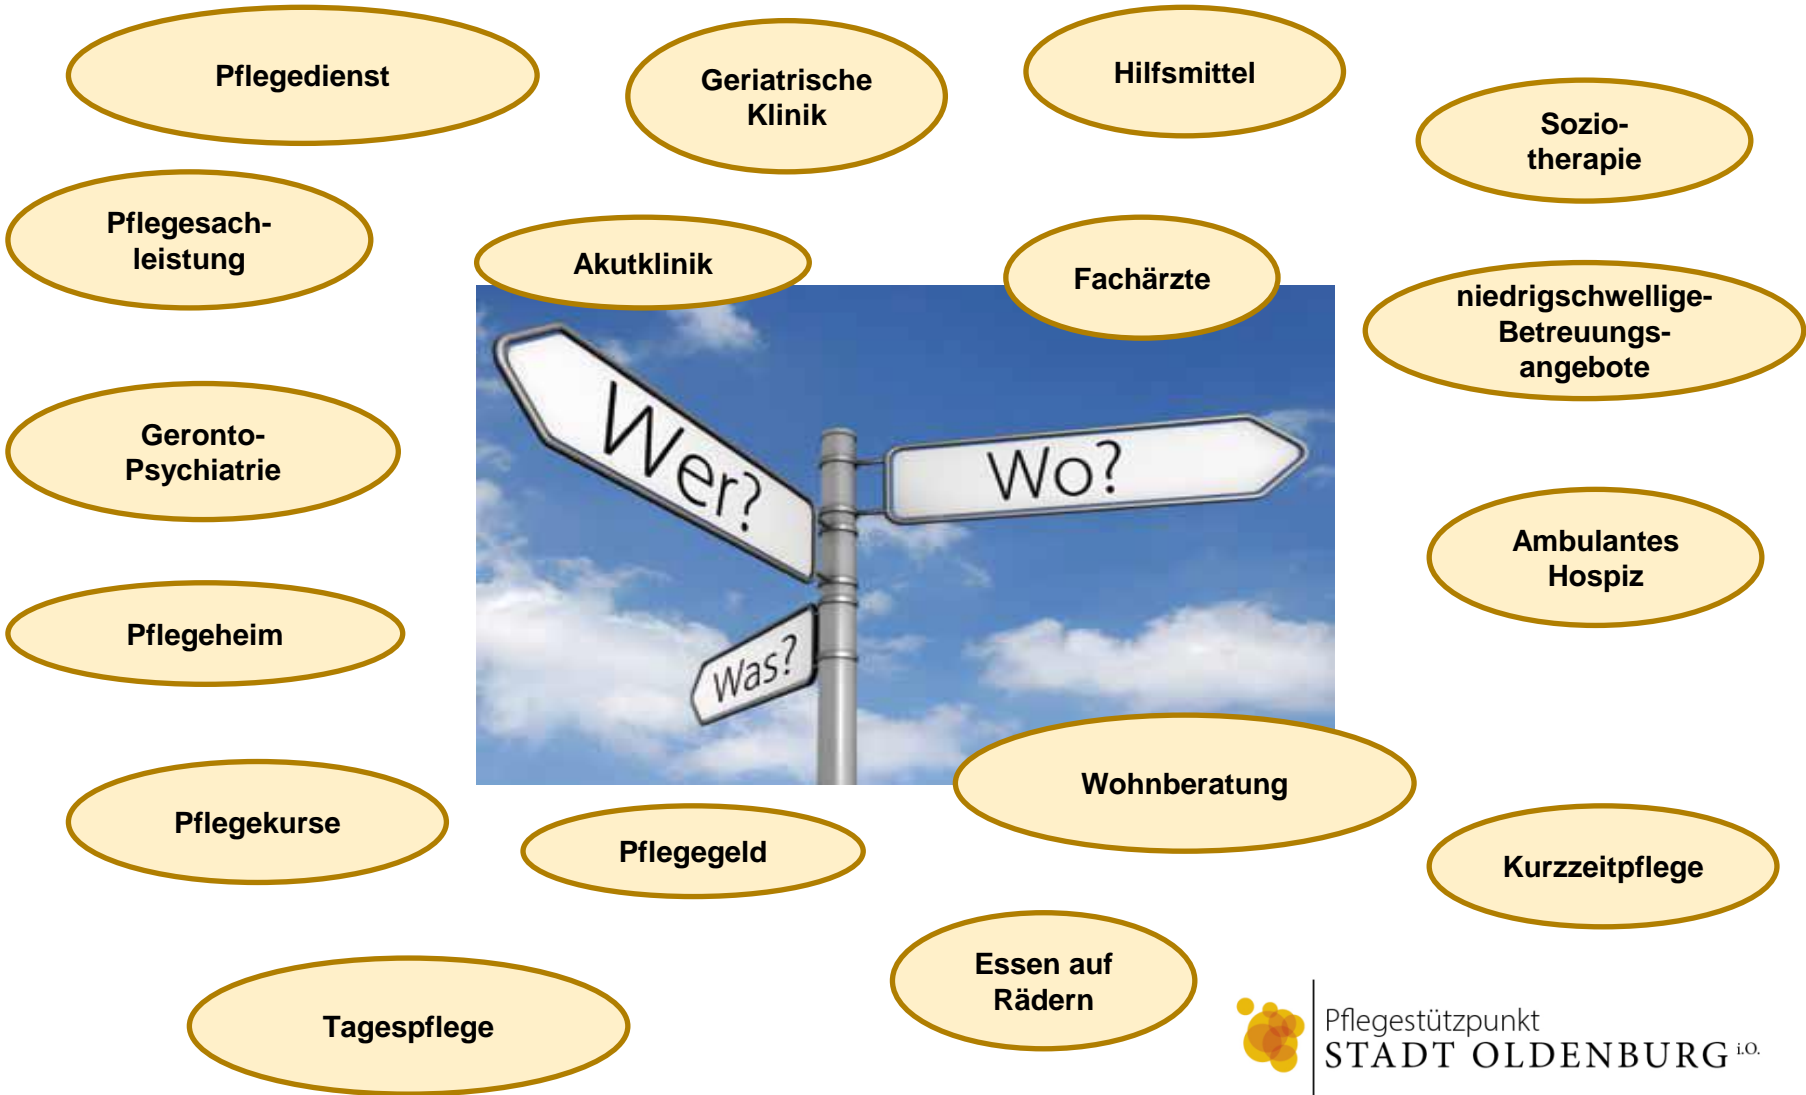 Pflegedienst
Geriatrische
Klinik
Hilfsmittel
Sozio-
therapie
Pflegesach-
leistung
Akutklinik
Fachärzte
niedrigschwellige-
Betreuungs-
angebote
Wer?
Wo?
Was?
Geronto-
Psychiatrie
Ambulantes
Hospiz
Pflegeheim
Wohnberatung
Pflegekurse
Pflegegeld
Kurzzeitpflege
Essen auf
Rädern
Tagespflege
Pflegestützpunkt
STADT OLDENBURG i.O.